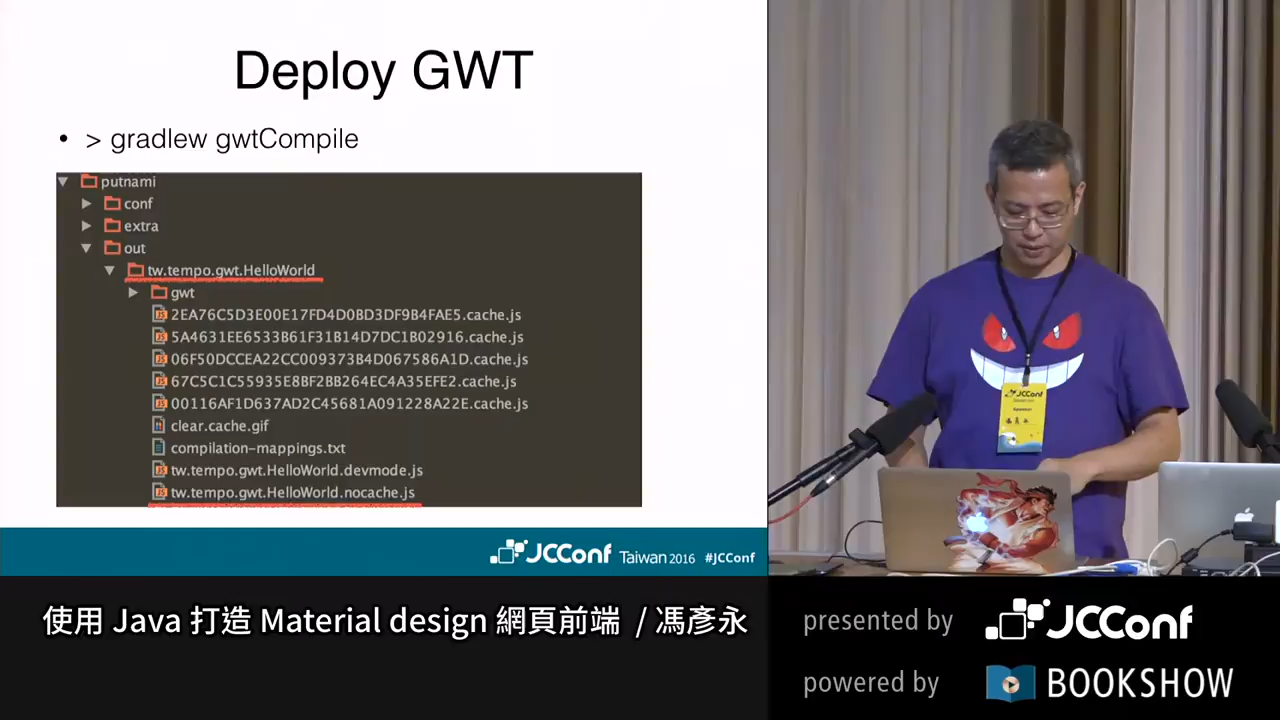 Deploy GWT
• > gradlew gwtCompile
putnami
conf
extra
out
tw.tempo.gwt.HelloWorld
gwt
2EA76C5D3E00E17FD4D0BD3DF9B4FAE5.cache.js
5A4631EE6533B61F31B14D7DC1B02916.cache.js
06F50DCCEA22CC009373B4D067586A1D.cache.js
67C5C1C55935E8BF2BB264EC4A35EFE2.cache.js
00116AF1D637AD2C45681A091228A22E.cache.js
clear.cache.gif
compilation-mappings.txt
tw.tempo.gwt.HelloWorld.devmode.js
tw.tempo.gwt.HelloWorld.nocache.js
JCConf Taiwan 2016 #JCConf
JCConf
Speaker
使用 Java 打造 Material design 網頁前端 / 馮彥永
presented by JCConf
powered by BOOKSHOW